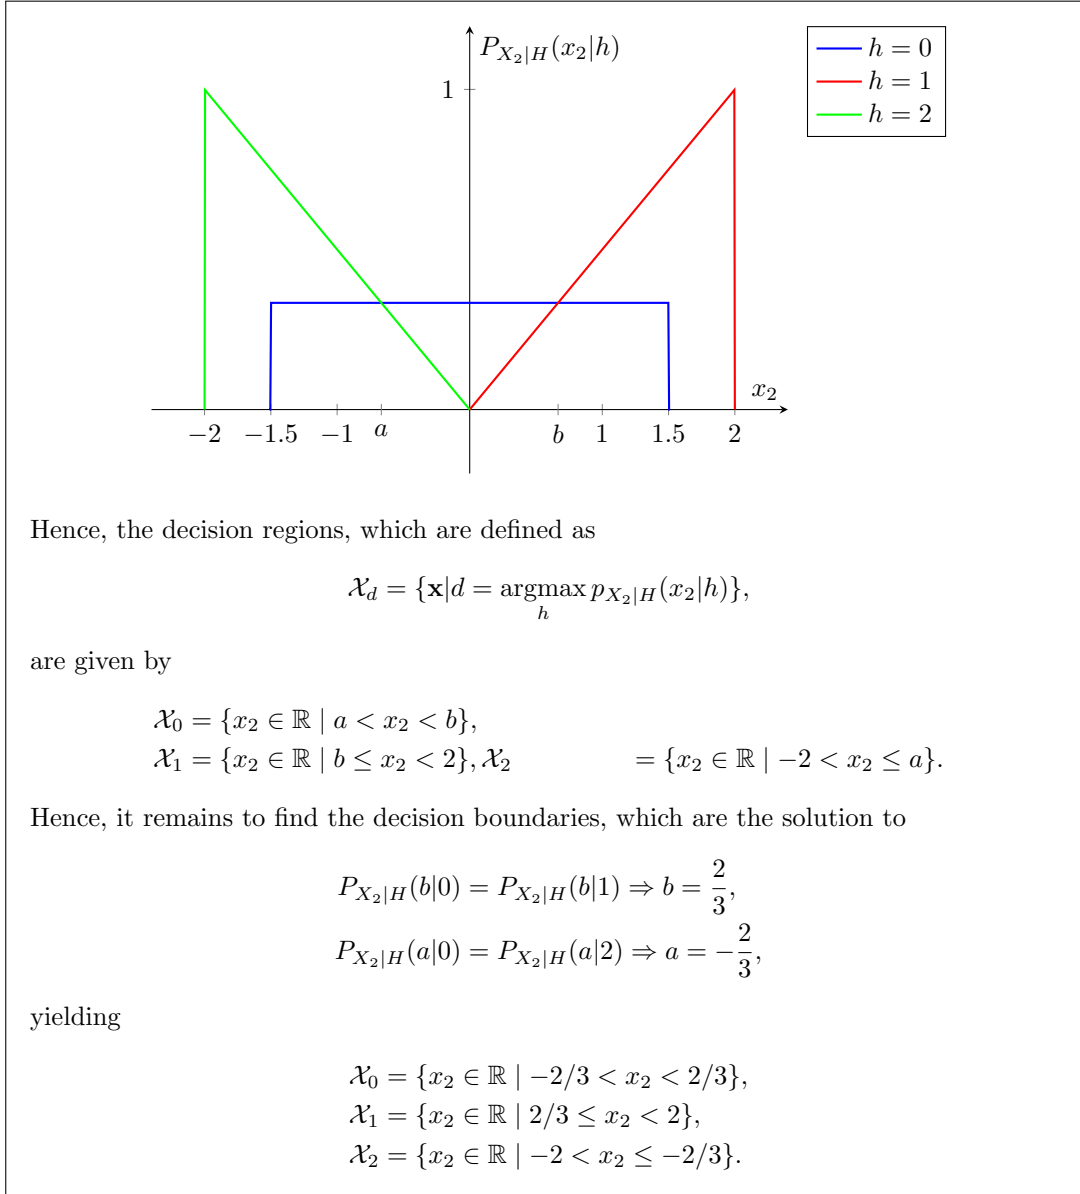 P_{X_2|H}(x_2|h)
h = 0
h = 1
h = 2
1
x_2
−2 −1.5 −1 a b 1 1.5 2
Hence, the decision regions, which are defined as
𝒳_d = {𝐱|d = argmax_h p_{X_2|H}(x_2|h)},
are given by
𝒳_0 = {x_2 ∈ ℝ | a < x_2 < b},
𝒳_1 = {x_2 ∈ ℝ | b ≤ x_2 < 2}, 𝒳_2 = {x_2 ∈ ℝ | −2 < x_2 ≤ a}.
Hence, it remains to find the decision boundaries, which are the solution to
P_{X_2|H}(b|0) = P_{X_2|H}(b|1) ⇒ b = 2/3,
P_{X_2|H}(a|0) = P_{X_2|H}(a|2) ⇒ a = −2/3,
yielding
𝒳_0 = {x_2 ∈ ℝ | −2/3 < x_2 < 2/3},
𝒳_1 = {x_2 ∈ ℝ | 2/3 ≤ x_2 < 2},
𝒳_2 = {x_2 ∈ ℝ | −2 < x_2 ≤ −2/3}.